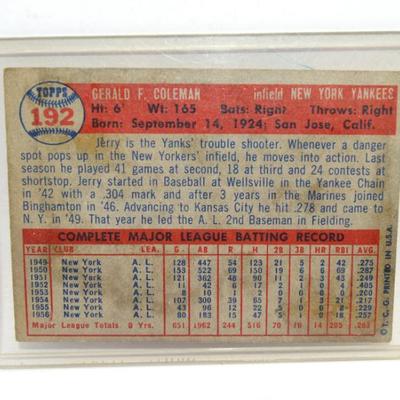 TOPPS
192
GERALD F. COLEMAN infield NEW YORK YANKEES
Ht: 6' Wt: 165 Bats: Right Throws: Right
Born: September 14, 1924; San Jose, Calif.
Jerry is the Yanks' trouble shooter. Whenever a danger
spot pops up in the New Yorkers' infield, he moves into action. Last
season he played 41 games at second, 18 at third and 24 contests
at shortstop. Jerry started in Baseball at Wellsville in the Yankee Chain
in '42 with a .304 mark and after 3 years in the Marines joined
Binghamton in '46. Advancing to Kansas City he hit .278 and came to
N. Y. in '49. That year he led the A. L. 2nd Baseman in Fielding.
COMPLETE MAJOR LEAGUE BATTING RECORD
YEAR CLUB G AB R H 2B 3B HR RBI AVG.
1949 New York A. L. 128 447 54 123 21 5 2 42 .275
1950 New York A. L. 153 522 69 150 19 6 6 69 .287
1951 New York A. L. 121 362 48 90 11 2 3 43 .249
1952 New York A. L. 11 42 6 17 2 1 0 4 .405
1953 New York A. L. 8 10 1 2 0 0 0 0 .200
1954 New York A. L. 107 300 39 65 7 1 3 21 .217
1955 New York A. L. 43 96 12 22 5 0 0 8 .229
1956 New York A. L. 80 183 15 47 5 1 0 18 .257
Major League Totals 8 Yrs. 651 1962 244 516 70 16 14 205 .263
© T. C. G. PRINTED IN U.S.A.